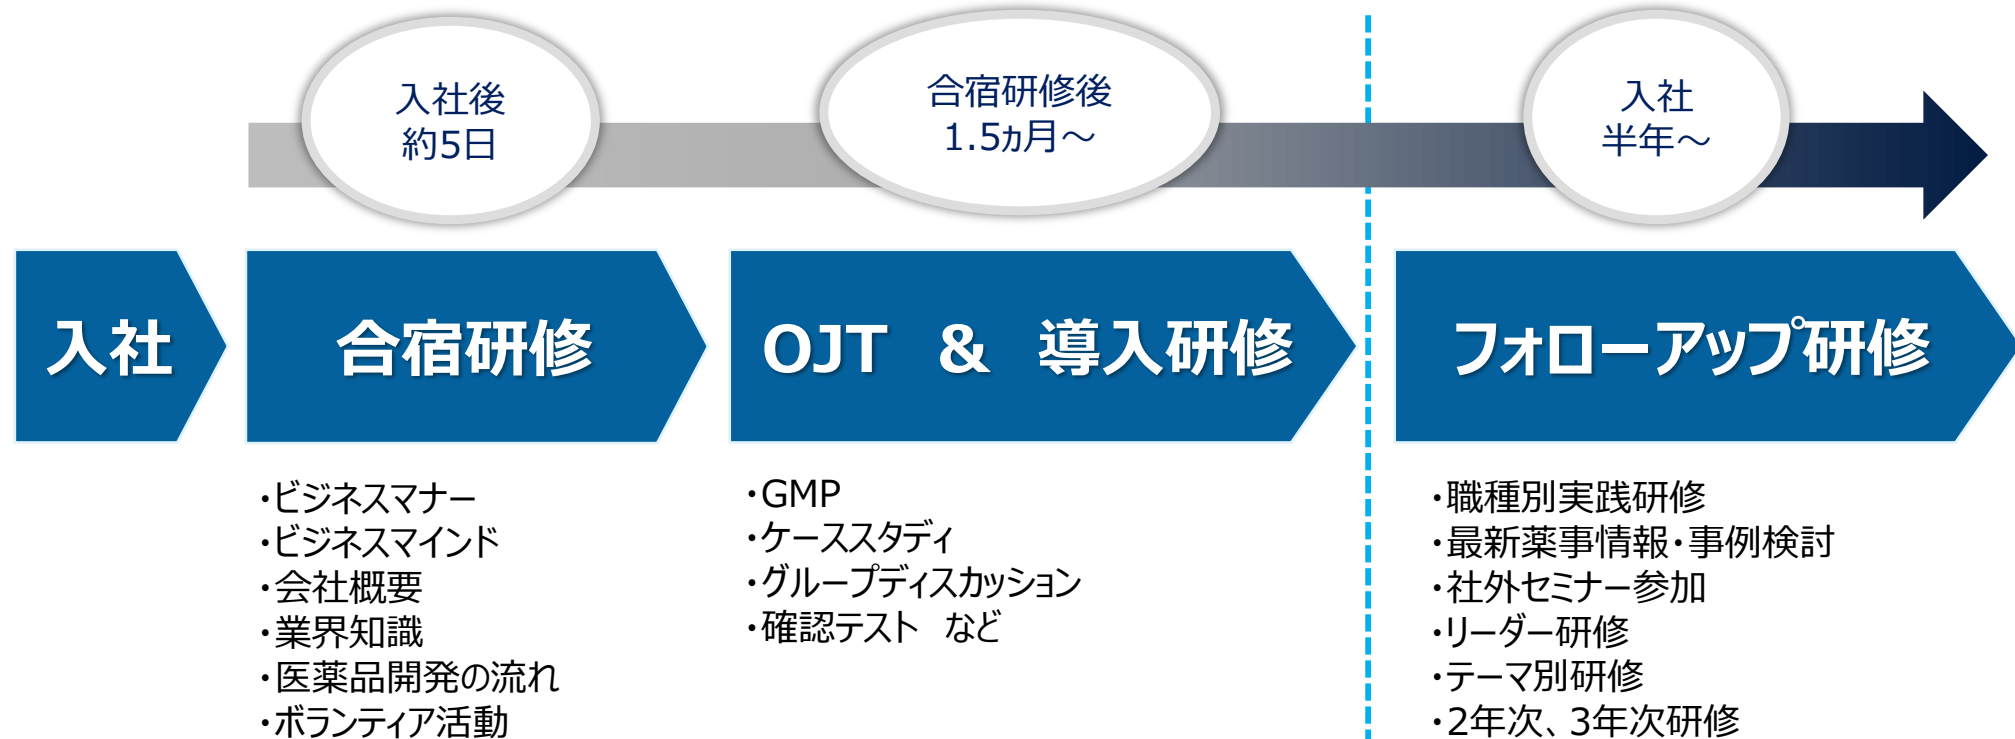 入社後
約5日
合宿研修後
1.5ヵ月～
入社
半年～
入社
合宿研修
OJT　&　導入研修
フォローアップ研修
・ビジネスマナー
・ビジネスマインド
・会社概要
・業界知識
・医薬品開発の流れ
・ボランティア活動
・GMP
・ケーススタディ
・グループディスカッション
・確認テスト　など
・職種別実践研修
・最新薬事情報・事例検討
・社外セミナー参加
・リーダー研修
・テーマ別研修
・2年次、3年次研修